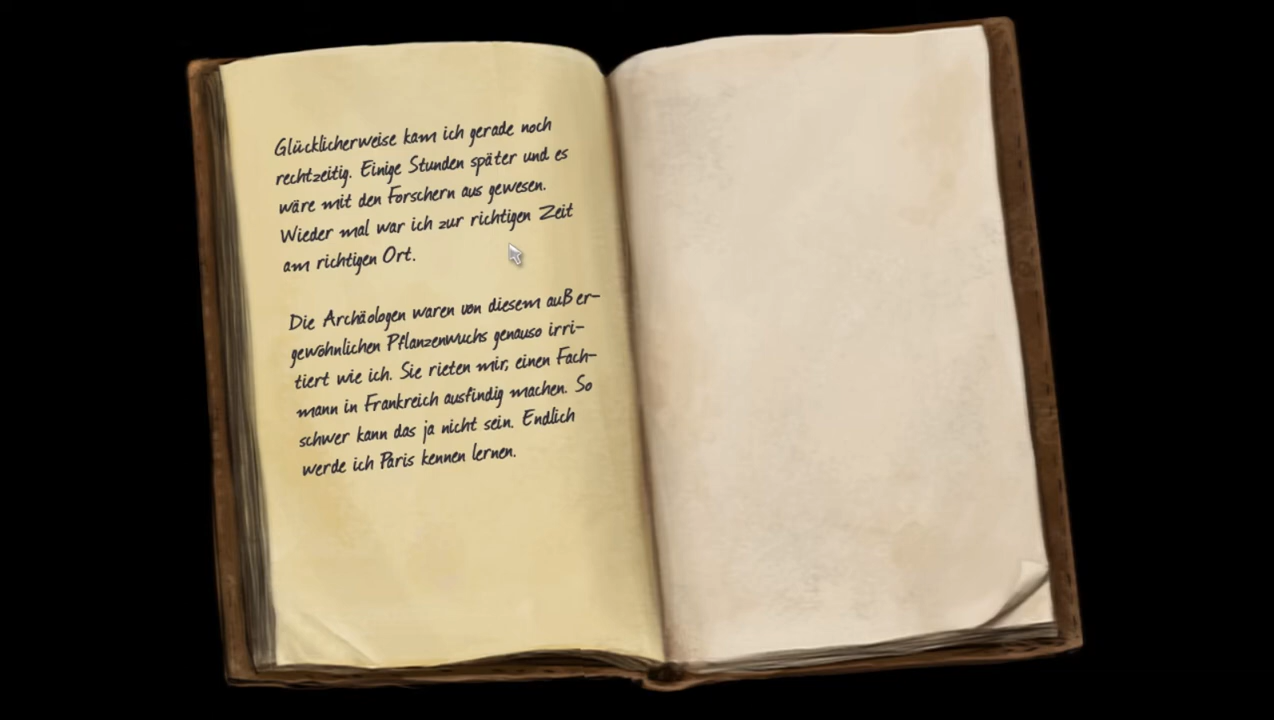 Glücklicherweise kam ich gerade noch
rechtzeitig. Einige Stunden später und es
wäre mit den Forschern aus gewesen.
Wieder mal war ich zur richtigen Zeit
am richtigen Ort.
Die Archäologen waren von diesem außer-
gewöhnlichen Pflanzenwuchs genauso irri-
tiert wie ich. Sie rieten mir, einen Fach-
mann in Frankreich ausfindig machen. So
schwer kann das ja nicht sein. Endlich
werde ich Paris kennen lernen.